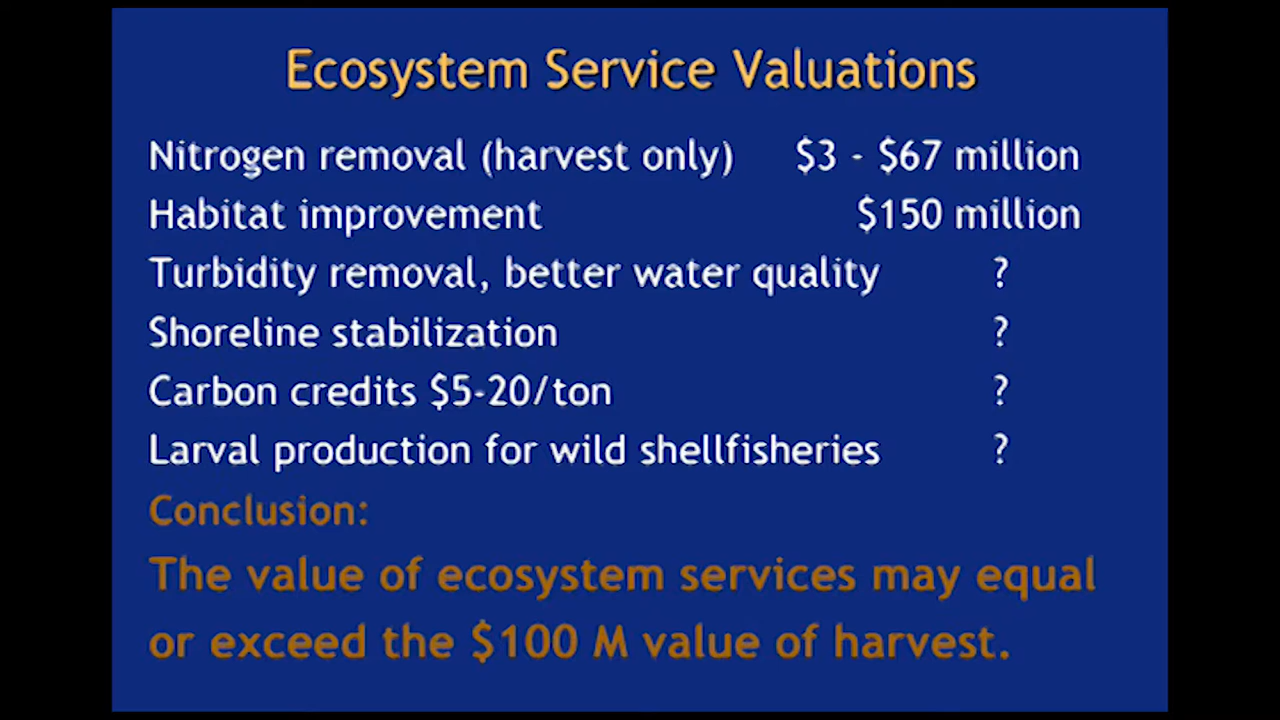 Ecosystem Service Valuations
Nitrogen removal (harvest only) $3 - $67 million
Habitat improvement $150 million
Turbidity removal, better water quality ?
Shoreline stabilization ?
Carbon credits $5-20/ton ?
Larval production for wild shellfisheries ?
Conclusion:
The value of ecosystem services may equal
or exceed the $100 M value of harvest.